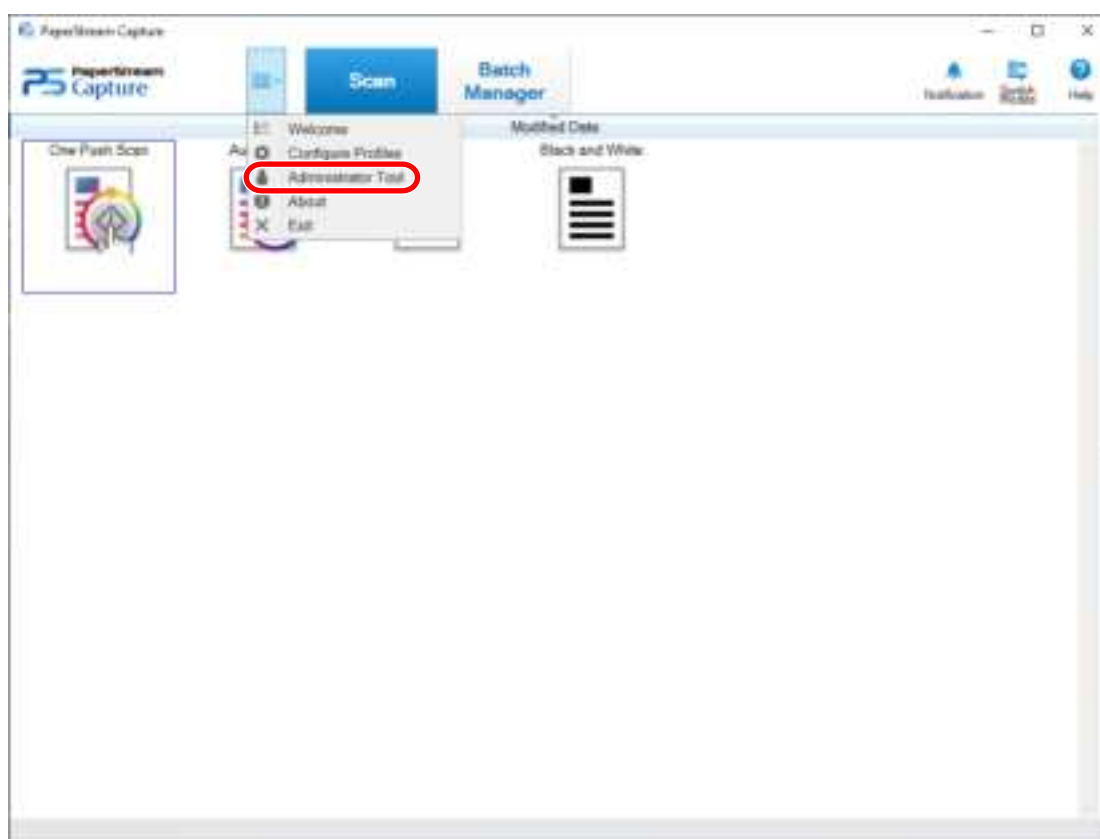 PaperStream Capture
PaperStream
Capture
Scan
Batch
Manager
Notification
Help
Modified Date
Welcome
Configure Profiles
Administrator Tool
About
Exit
One Push Scan
Au
Black and White